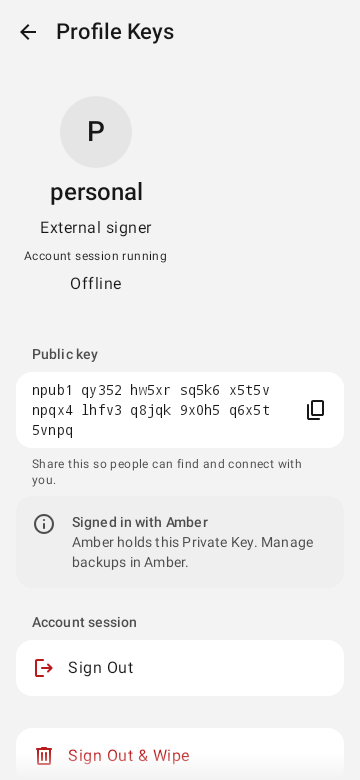 Profile Keys
P
personal
External signer
Account session running
Offline
Public key
npub1 qy352 hw5xr sq5k6 x5t5v
npqx4 lhfv3 q8jqk 9x0h5 q6x5t
5vnpq
Share this so people can find and connect with
you.
Signed in with Amber
Amber holds this Private Key. Manage
backups in Amber.
Account session
Sign Out
Sign Out & Wipe